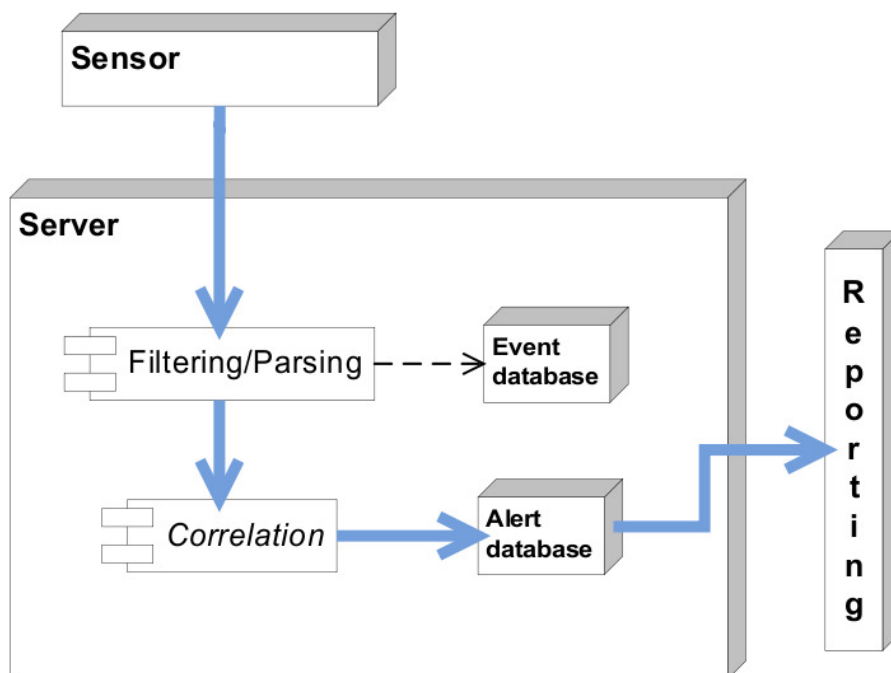 Sensor
Server
Filtering/Parsing
Event
database
Correlation
Alert
database
R
e
p
o
r
t
i
n
g